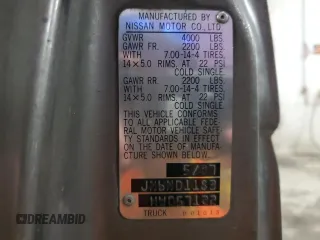 MANUFACTURED BY
NISSAN MOTOR CO., LTD.
GVWR 4000 LBS
GAWR FR. 2200 LBS
WITH 7.00-14-4 TIRES,
14×5.0 RIMS, AT 22 PSI
COLD SINGLE
GAWR RR 2200 LBS
WITH 7.00-14-4 TIRES,
14×5.0 RIMS, AT 22 PSI
COLD SINGLE
THIS VEHICLE CONFORMS
TO ALL APPLICABLE FEDE-
RAL MOTOR VEHICLE SAFE-
TY STANDARDS IN EFFECT
ON THE DATE OF MANUFA-
CTURE SHOWN BELOW.
TRUCK
© DREAMBID